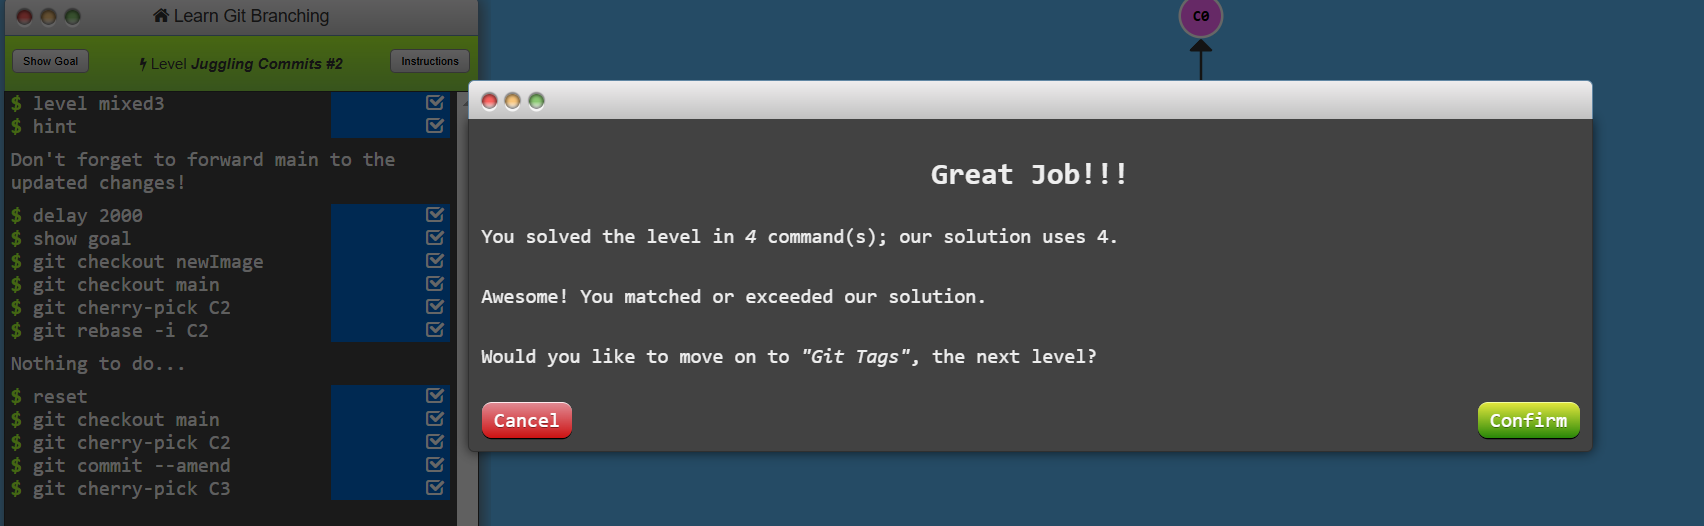 Learn Git Branching
Show Goal
Level Juggling Commits #2
Instructions
$ level mixed3
$ hint
Don't forget to forward main to the
updated changes!
$ delay 2000
$ show goal
$ git checkout newImage
$ git checkout main
$ git cherry-pick C2
$ git rebase -i C2
Nothing to do...
$ reset
$ git checkout main
$ git cherry-pick C2
$ git commit --amend
$ git cherry-pick C3
C0
Great Job!!!
You solved the level in 4 command(s); our solution uses 4.
Awesome! You matched or exceeded our solution.
Would you like to move on to "Git Tags", the next level?
Cancel
Confirm